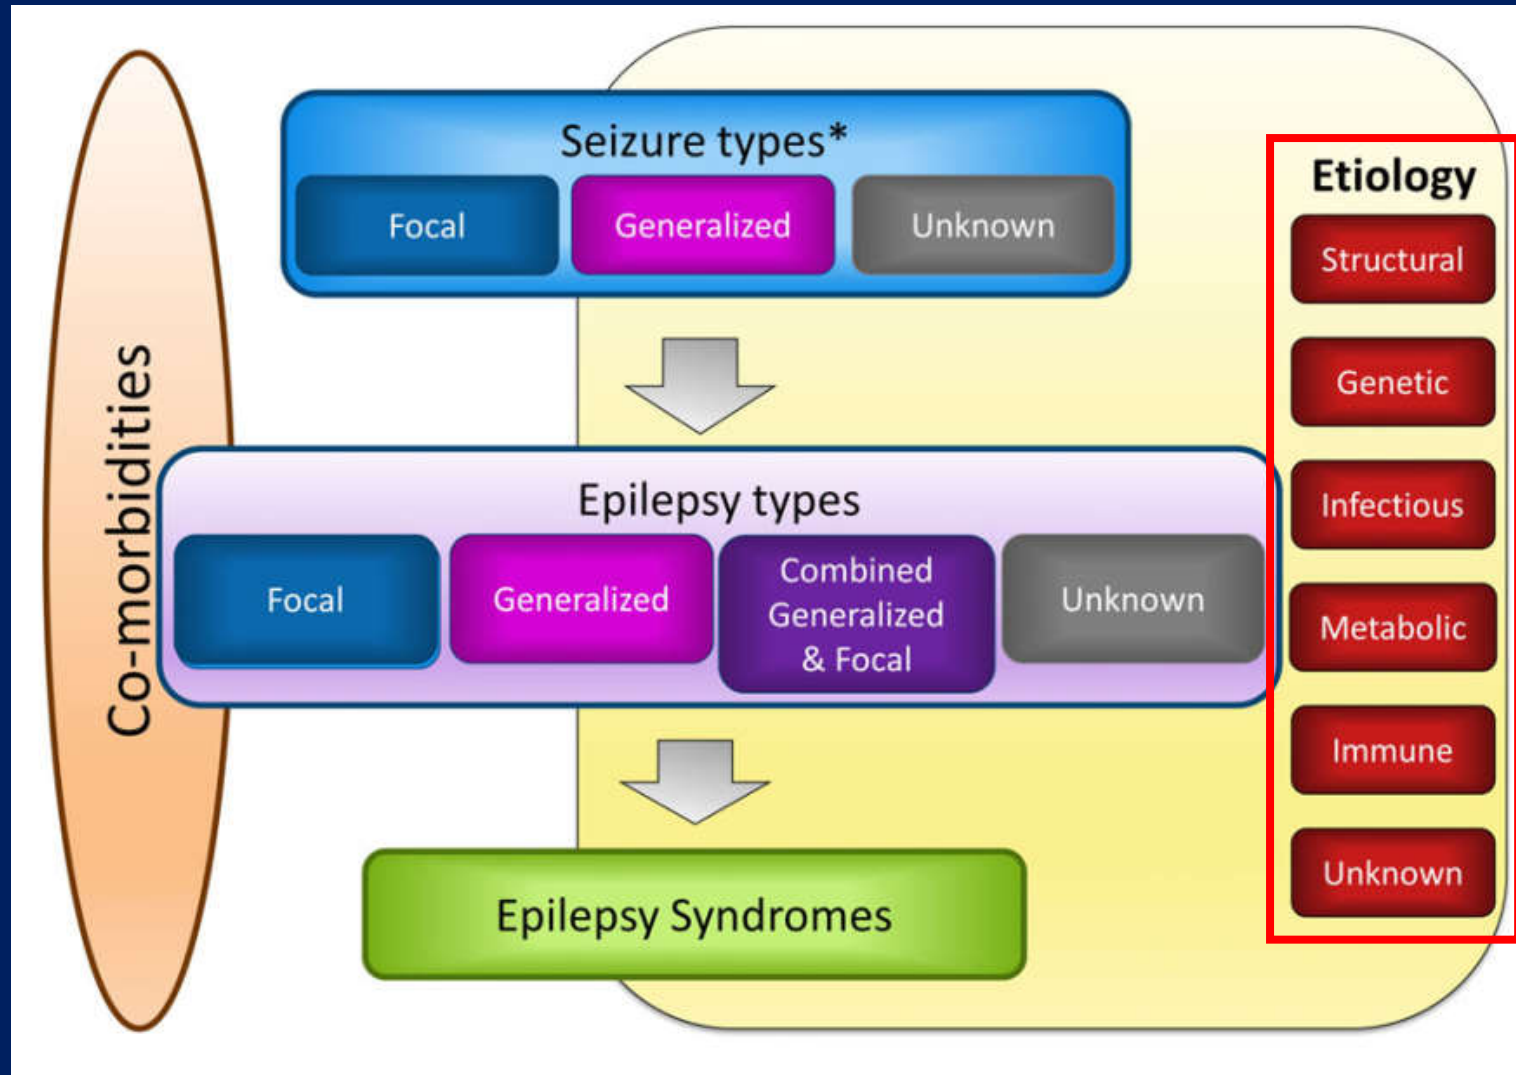 Co-morbidities
Seizure types*
Focal
Generalized
Unknown
Epilepsy types
Focal
Generalized
Combined
Generalized
& Focal
Unknown
Epilepsy Syndromes
Etiology
Structural
Genetic
Infectious
Metabolic
Immune
Unknown